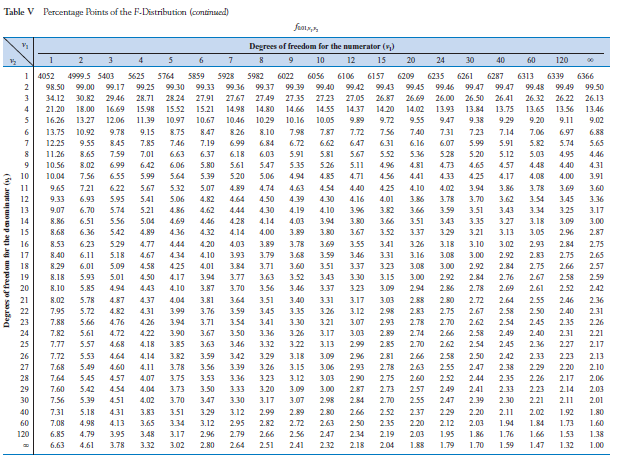 Table V Percentage Points of the F-Distribution (continued)
f0.01,ν1,ν2
ν1 Degrees of freedom for the numerator (ν1)
ν2 1 2 3 4 5 6 7 8 9 10 12 15 20 24 30 40 60 120 ∞
1 4052 4999.5 5403 5625 5764 5859 5928 5982 6022 6056 6106 6157 6209 6235 6261 6287 6313 6339 6366
2 98.50 99.00 99.17 99.25 99.30 99.33 99.36 99.37 99.39 99.40 99.42 99.43 99.45 99.46 99.47 99.47 99.48 99.49 99.50
3 34.12 30.82 29.46 28.71 28.24 27.91 27.67 27.49 27.35 27.23 27.05 26.87 26.69 26.00 26.50 26.41 26.32 26.22 26.13
4 21.20 18.00 16.69 15.98 15.52 15.21 14.98 14.80 14.66 14.55 14.37 14.20 14.02 13.93 13.84 13.75 13.65 13.56 13.46
5 16.26 13.27 12.06 11.39 10.97 10.67 10.46 10.29 10.16 10.05 9.89 9.72 9.55 9.47 9.38 9.29 9.20 9.11 9.02
6 13.75 10.92 9.78 9.15 8.75 8.47 8.26 8.10 7.98 7.87 7.72 7.56 7.40 7.31 7.23 7.14 7.06 6.97 6.88
7 12.25 9.55 8.45 7.85 7.46 7.19 6.99 6.84 6.72 6.62 6.47 6.31 6.16 6.07 5.99 5.91 5.82 5.74 5.65
8 11.26 8.65 7.59 7.01 6.63 6.37 6.18 6.03 5.91 5.81 5.67 5.52 5.36 5.28 5.20 5.12 5.03 4.95 4.46
9 10.56 8.02 6.99 6.42 6.06 5.80 5.61 5.47 5.35 5.26 5.11 4.96 4.81 4.73 4.65 4.57 4.48 4.40 4.31
10 10.04 7.56 6.55 5.99 5.64 5.39 5.20 5.06 4.94 4.85 4.71 4.56 4.41 4.33 4.25 4.17 4.08 4.00 3.91
11 9.65 7.21 6.22 5.67 5.32 5.07 4.89 4.74 4.63 4.54 4.40 4.25 4.10 4.02 3.94 3.86 3.78 3.69 3.60
12 9.33 6.93 5.95 5.41 5.06 4.82 4.64 4.50 4.39 4.30 4.16 4.01 3.86 3.78 3.70 3.62 3.54 3.45 3.36
13 9.07 6.70 5.74 5.21 4.86 4.62 4.44 4.30 4.19 4.10 3.96 3.82 3.66 3.59 3.51 3.43 3.34 3.25 3.17
14 8.86 6.51 5.56 5.04 4.69 4.46 4.28 4.14 4.03 3.94 3.80 3.66 3.51 3.43 3.35 3.27 3.18 3.09 3.00
15 8.68 6.36 5.42 4.89 4.36 4.32 4.14 4.00 3.89 3.80 3.67 3.52 3.37 3.29 3.21 3.13 3.05 2.96 2.87
16 8.53 6.23 5.29 4.77 4.44 4.20 4.03 3.89 3.78 3.69 3.55 3.41 3.26 3.18 3.10 3.02 2.93 2.84 2.75
17 8.40 6.11 5.18 4.67 4.34 4.10 3.93 3.79 3.68 3.59 3.46 3.31 3.16 3.08 3.00 2.92 2.83 2.75 2.65
18 8.29 6.01 5.09 4.58 4.25 4.01 3.84 3.71 3.60 3.51 3.37 3.23 3.08 3.00 2.92 2.84 2.75 2.66 2.57
19 8.18 5.93 5.01 4.50 4.17 3.94 3.77 3.63 3.52 3.43 3.30 3.15 3.00 2.92 2.84 2.76 2.67 2.58 2.59
20 8.10 5.85 4.94 4.43 4.10 3.87 3.70 3.56 3.46 3.37 3.23 3.09 2.94 2.86 2.78 2.69 2.61 2.52 2.42
21 8.02 5.78 4.87 4.37 4.04 3.81 3.64 3.51 3.40 3.31 3.17 3.03 2.88 2.80 2.72 2.64 2.55 2.46 2.36
22 7.95 5.72 4.82 4.31 3.99 3.76 3.59 3.45 3.35 3.26 3.12 2.98 2.83 2.75 2.67 2.58 2.50 2.40 2.31
23 7.88 5.66 4.76 4.26 3.94 3.71 3.54 3.41 3.30 3.21 3.07 2.93 2.78 2.70 2.62 2.54 2.45 2.35 2.26
24 7.82 5.61 4.72 4.22 3.90 3.67 3.50 3.36 3.26 3.17 3.03 2.89 2.74 2.66 2.58 2.49 2.40 2.31 2.21
25 7.77 5.57 4.68 4.18 3.85 3.63 3.46 3.32 3.22 3.13 2.99 2.85 2.70 2.62 2.54 2.45 2.36 2.27 2.17
26 7.72 5.53 4.64 4.14 3.82 3.59 3.42 3.29 3.18 3.09 2.96 2.81 2.66 2.58 2.50 2.42 2.33 2.23 2.13
27 7.68 5.49 4.60 4.11 3.78 3.56 3.39 3.26 3.15 3.06 2.93 2.78 2.63 2.55 2.47 2.38 2.29 2.20 2.10
28 7.64 5.45 4.57 4.07 3.75 3.53 3.36 3.23 3.12 3.03 2.90 2.75 2.60 2.52 2.44 2.35 2.26 2.17 2.06
29 7.60 5.42 4.54 4.04 3.73 3.50 3.33 3.20 3.09 3.00 2.87 2.73 2.57 2.49 2.41 2.33 2.23 2.14 2.03
30 7.56 5.39 4.51 4.02 3.70 3.47 3.30 3.17 3.07 2.98 2.84 2.70 2.55 2.47 2.39 2.30 2.21 2.11 2.01
40 7.31 5.18 4.31 3.83 3.51 3.29 3.12 2.99 2.89 2.80 2.66 2.52 2.37 2.29 2.20 2.11 2.02 1.92 1.80
60 7.08 4.98 4.13 3.65 3.34 3.12 2.95 2.82 2.72 2.63 2.50 2.35 2.20 2.12 2.03 1.94 1.84 1.73 1.60
120 6.85 4.79 3.95 3.48 3.17 2.96 2.79 2.66 2.56 2.47 2.34 2.19 2.03 1.95 1.86 1.76 1.66 1.53 1.38
∞ 6.63 4.61 3.78 3.32 3.02 2.80 2.64 2.51 2.41 2.32 2.18 2.04 1.88 1.79 1.70 1.59 1.47 1.32 1.00
Degrees of freedom for the denominator (ν2)